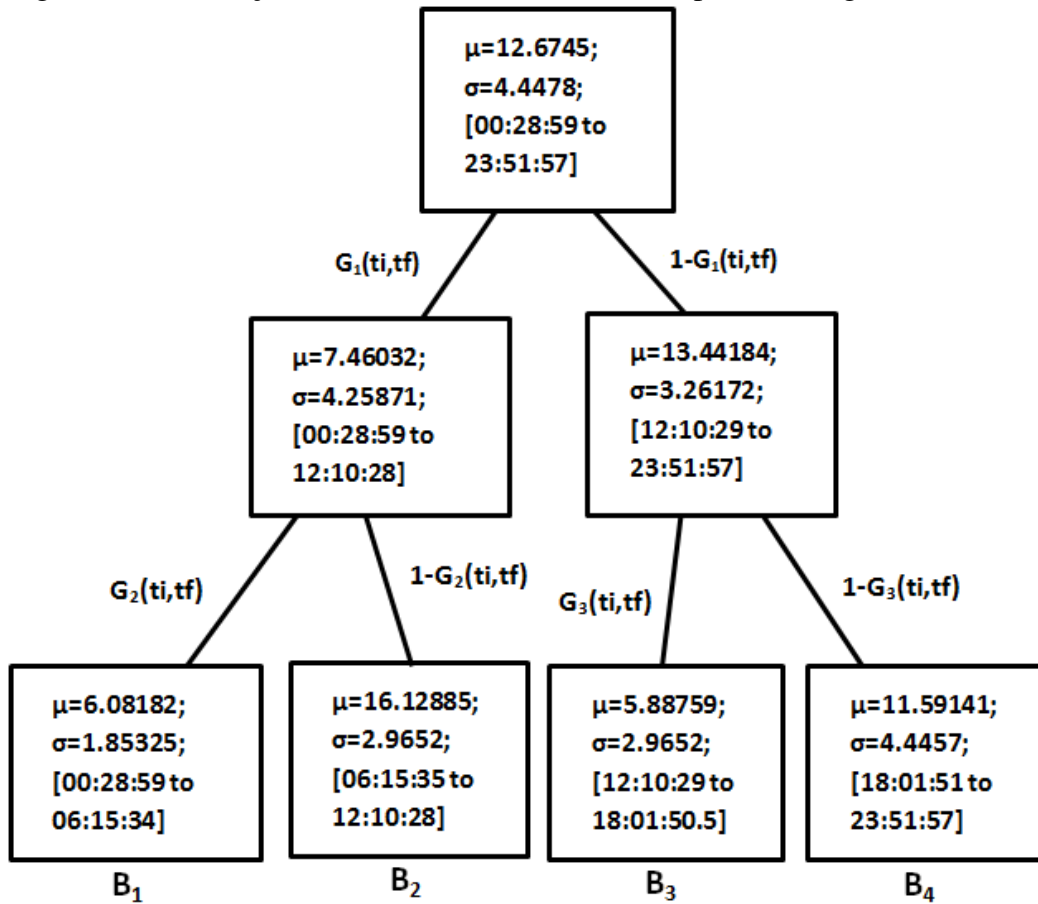 μ=12.6745;
σ=4.4478;
[00:28:59 to
23:51:57]
G₁(ti,tf)
1-G₁(ti,tf)
μ=7.46032;
σ=4.25871;
[00:28:59 to
12:10:28]
μ=13.44184;
σ=3.26172;
[12:10:29 to
23:51:57]
G₂(ti,tf)
1-G₂(ti,tf)
G₃(ti,tf)
1-G₃(ti,tf)
μ=6.08182;
σ=1.85325;
[00:28:59 to
06:15:34]
μ=16.12885;
σ=2.9652;
[06:15:35 to
12:10:28]
μ=5.88759;
σ=2.9652;
[12:10:29 to
18:01:50.5]
μ=11.59141;
σ=4.4457;
[18:01:51 to
23:51:57]
B₁
B₂
B₃
B₄